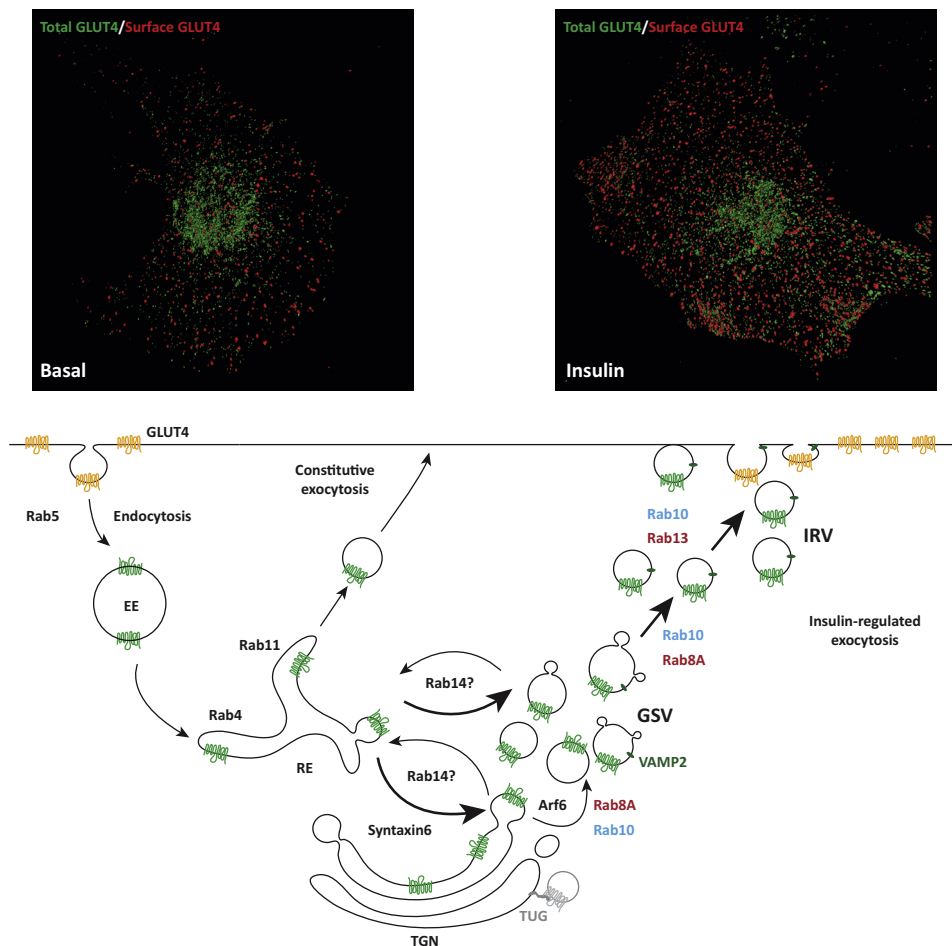 Total GLUT4/Surface GLUT4
Total GLUT4/Surface GLUT4
Basal
Insulin
GLUT4
Constitutive
exocytosis
Rab5
Endocytosis
Rab10
Rab13
IRV
EE
Insulin-regulated
exocytosis
Rab10
Rab8A
Rab11
Rab14?
Rab4
GSV
RE
VAMP2
Rab14?
Arf6
Rab8A
Syntaxin6
Rab10
TUG
TGN